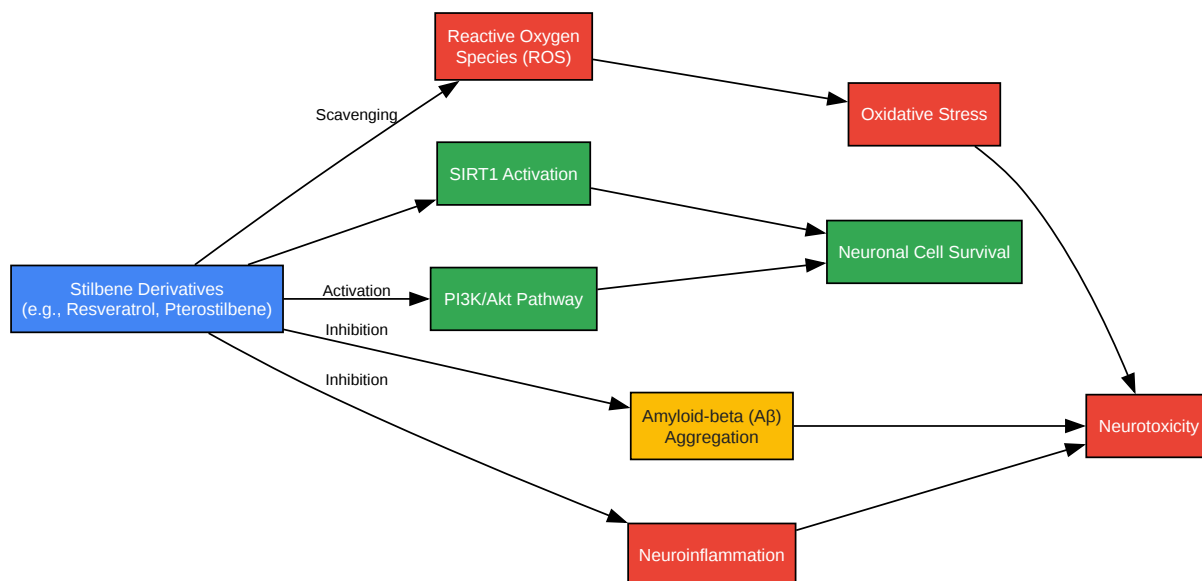 Reactive Oxygen
Species (ROS)
Oxidative Stress
Scavenging
SIRT1 Activation
Neuronal Cell Survival
Stilbene Derivatives
(e.g., Resveratrol, Pterostilbene)
Activation
PI3K/Akt Pathway
Inhibition
Inhibition
Amyloid-beta (Aβ)
Aggregation
Neurotoxicity
Neuroinflammation